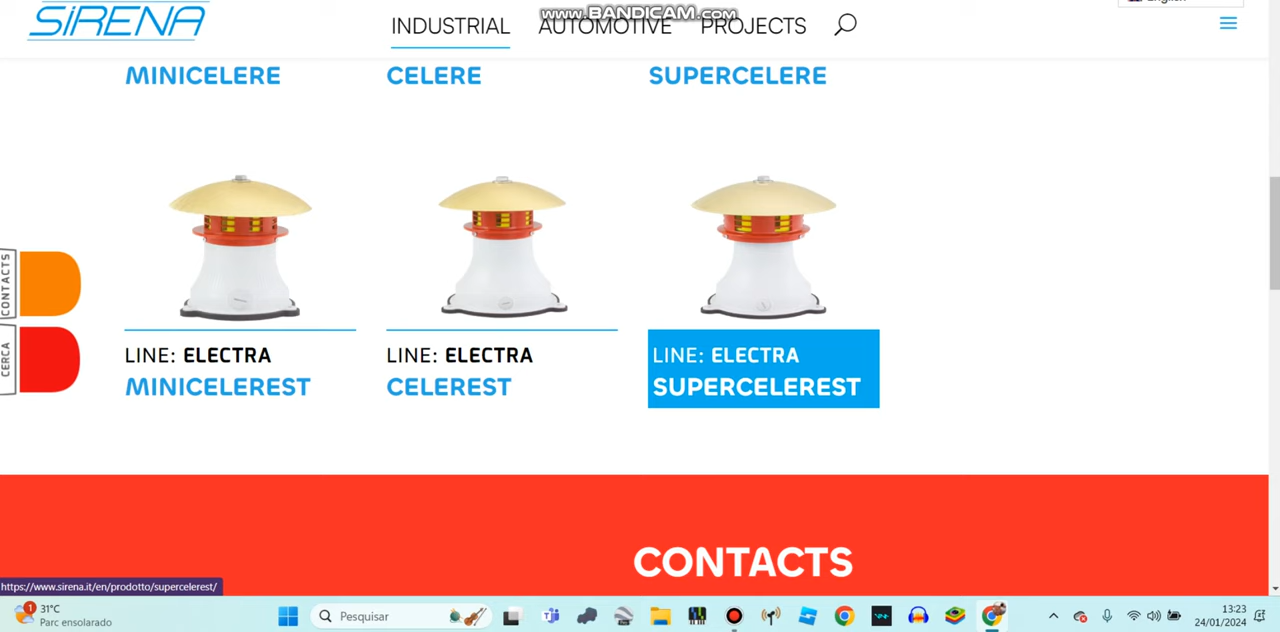 SiRENA
INDUSTRIAL
AUTOMOTIVE
PROJECTS
www.BANDICAM.com
MINICELERE
CELERE
SUPERCELERE
CONTACTS
CERCA
LINE: ELECTRA
MINICELEREST
LINE: ELECTRA
CELEREST
LINE: ELECTRA
SUPERCELEREST
CONTACTS
https://www.sirena.it/en/prodotto/supercelerest/
1
31°C
Parc ensolarado
Pesquisar
13:23
24/01/2024